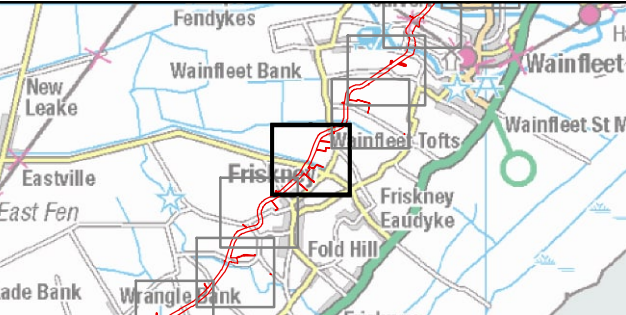 Fendykes
Wainfleet Bank
Wainfleet
New
Leake
Wainfleet Tofts
Wainfleet St M
Eastville
Friskney
East Fen
Friskney
Eaudyke
Fold Hill
ade Bank
Wrangle Bank